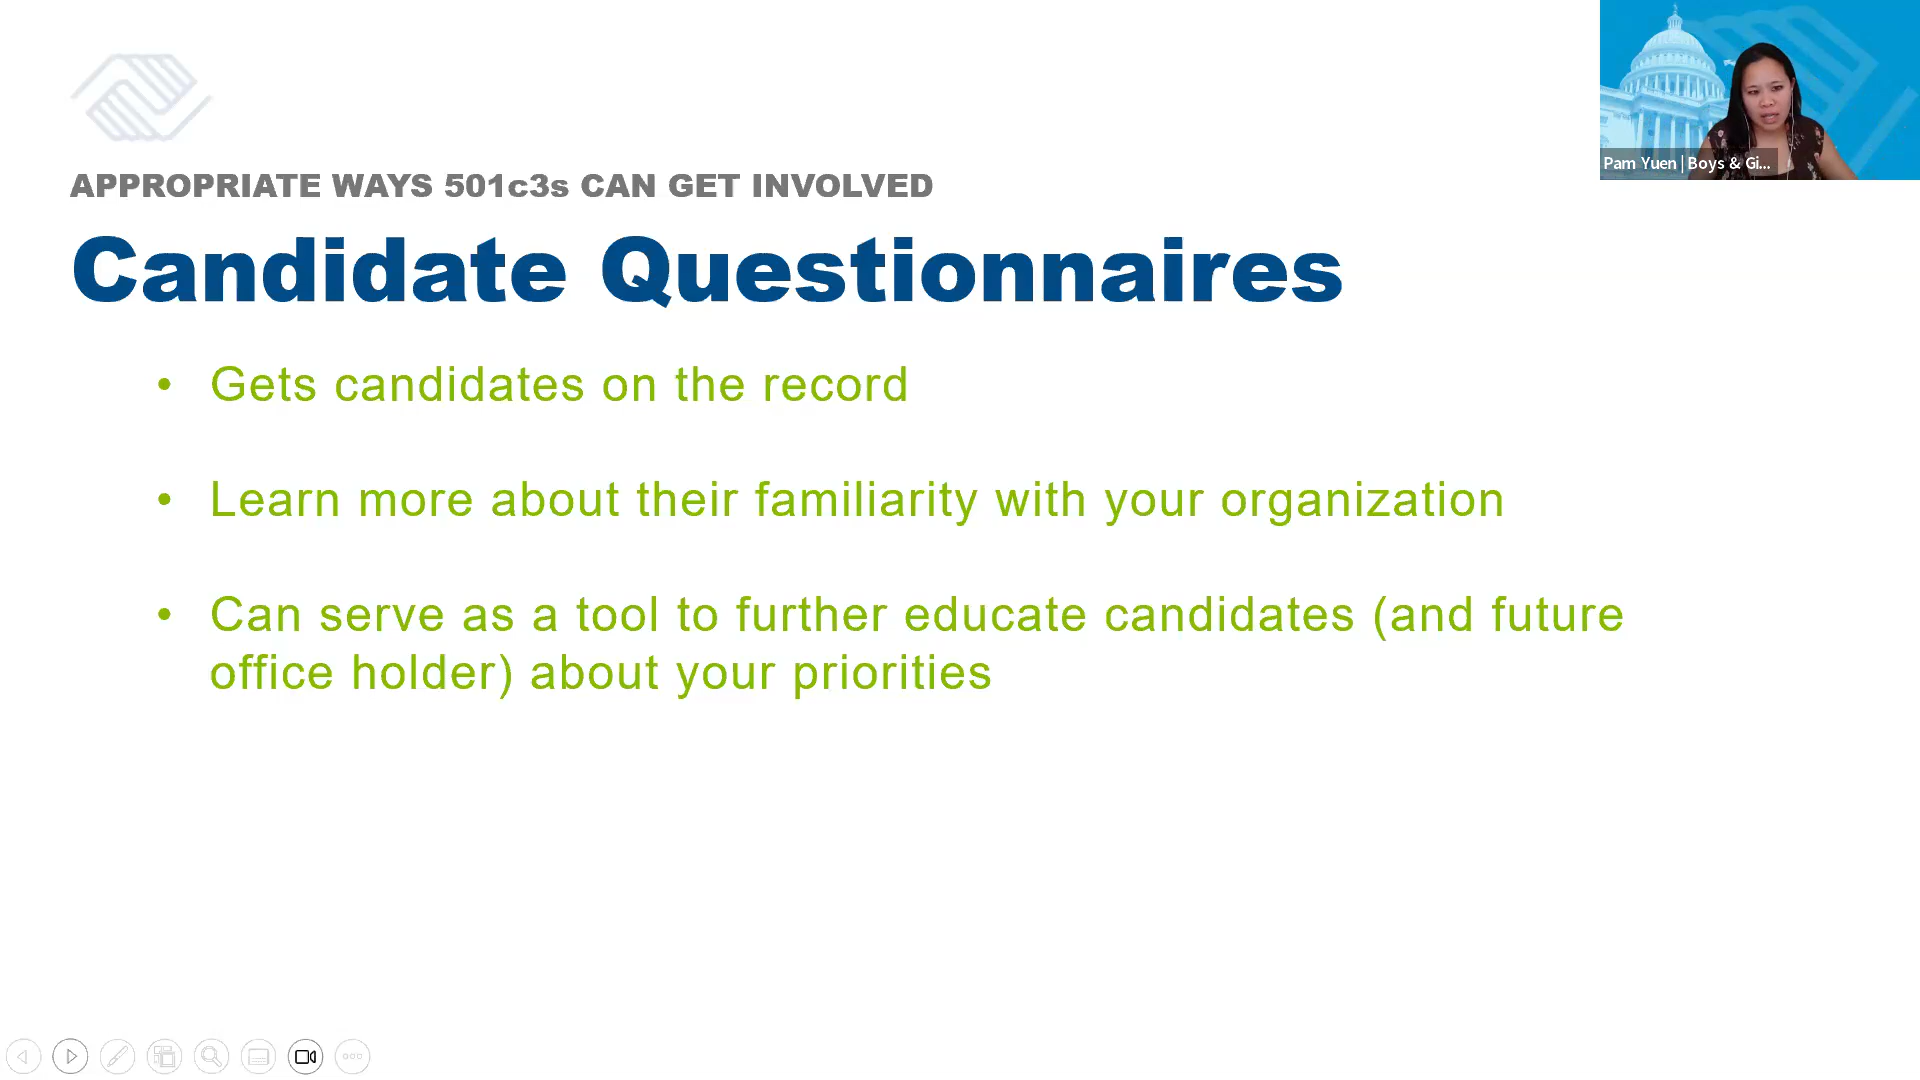 APPROPRIATE WAYS 501c3s CAN GET INVOLVED
Candidate Questionnaires
• Gets candidates on the record
• Learn more about their familiarity with your organization
• Can serve as a tool to further educate candidates (and future
office holder) about your priorities
Pam Yuen | Boys & Gi...